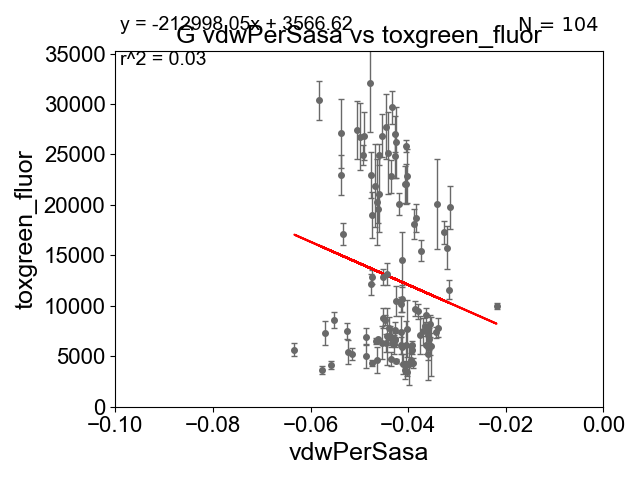 y = -212998.05x + 3566.62
N = 104
G vdwPerSasa vs toxgreen_fluor
r^2 = 0.03
35000
30000
25000
20000
15000
10000
5000
0
toxgreen_fluor
−0.10 −0.08 −0.06 −0.04 −0.02 0.00
vdwPerSasa